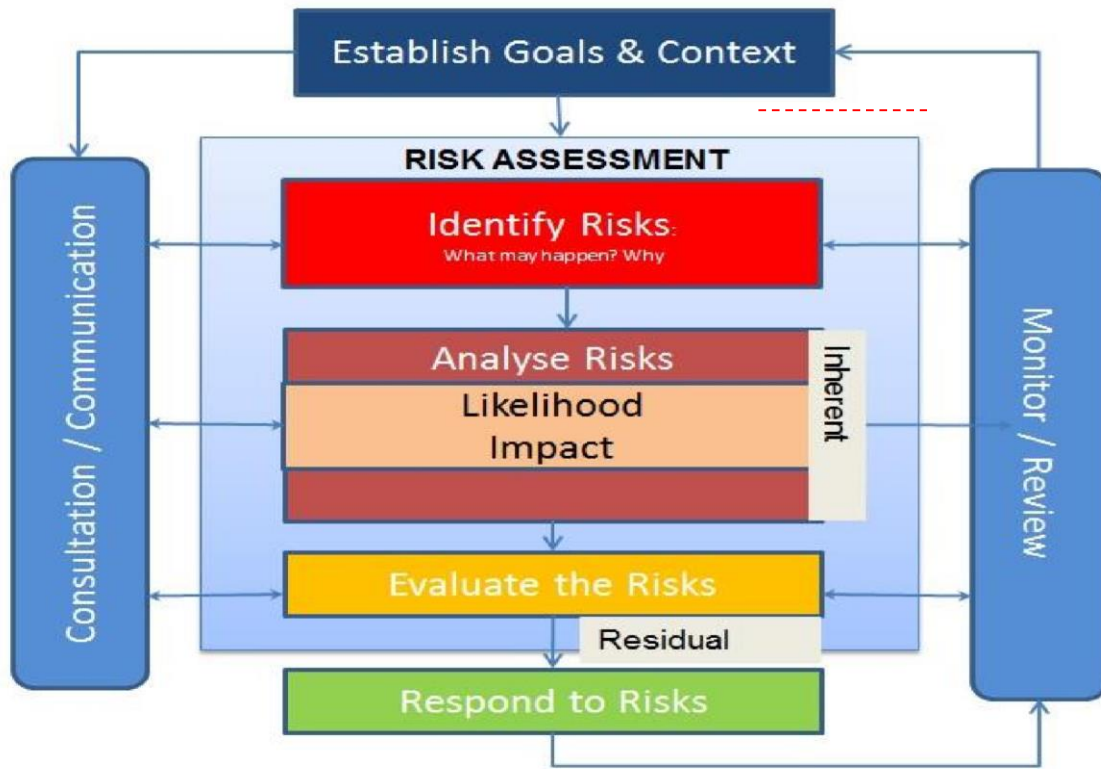 Establish Goals & Context
RISK ASSESSMENT
Identify Risks:
What may happen? Why
Analyse Risks
Likelihood
Impact
Inherent
Evaluate the Risks
Residual
Respond to Risks
Consultation / Communication
Monitor / Review